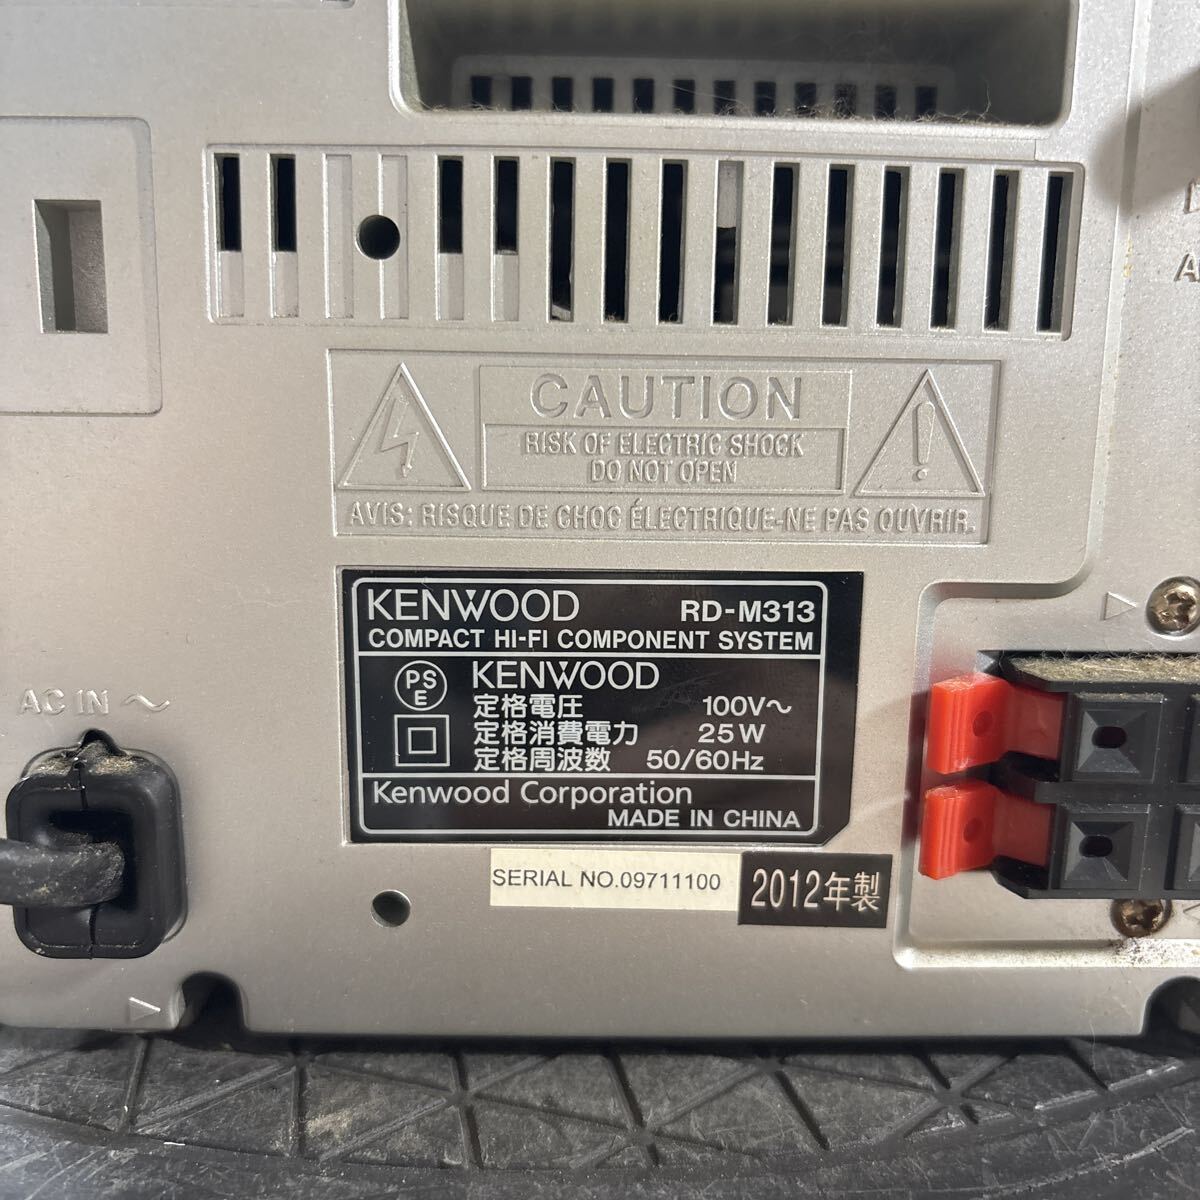 CAUTION
RISK OF ELECTRIC SHOCK
DO NOT OPEN
AVIS: RISQUE DE CHOC ÉLECTRIQUE-NE PAS OUVRIR.
KENWOOD RD-M313
COMPACT HI-FI COMPONENT SYSTEM
PS
E
KENWOOD
定格電圧 100V～
定格消費電力 25W
定格周波数 50/60Hz
Kenwood Corporation
MADE IN CHINA
AC IN ～
SERIAL NO.09711100
2012年製